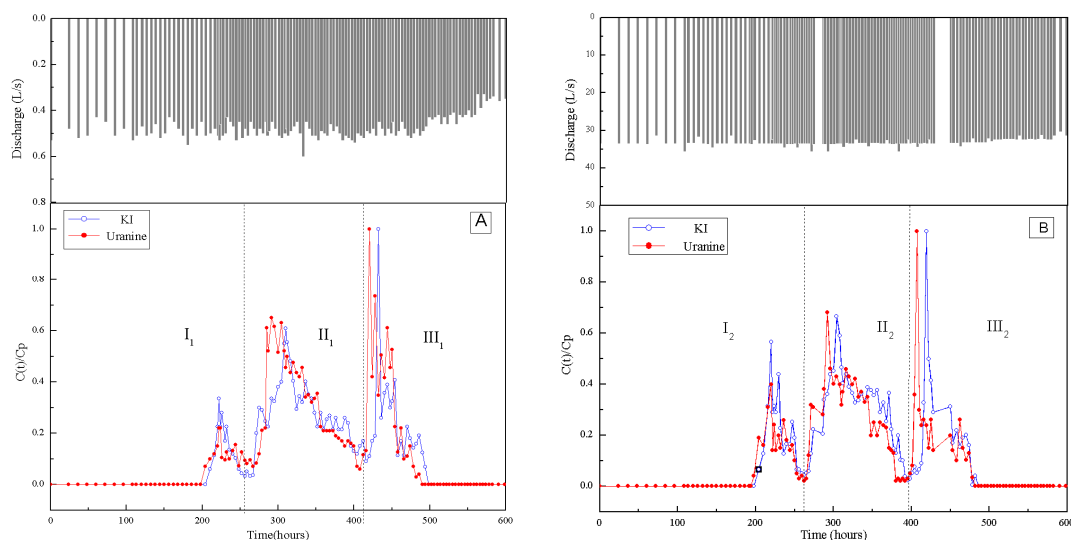 0.0
0.2
0.4
0.6
0.8
Discharge (L/s)
KI
Uranine
A
1.0
0.8
0.6
0.4
0.2
0.0
C(t)/Cp
I1
II1
III1
0
100
200
300
400
500
600
Time(hours)
0
10
20
30
40
50
Discharge (L/s)
KI
Uranine
B
1.0
0.8
0.6
0.4
0.2
0.0
C(t)/Cp
I2
II2
III2
0
100
200
300
400
500
600
Time (hours)